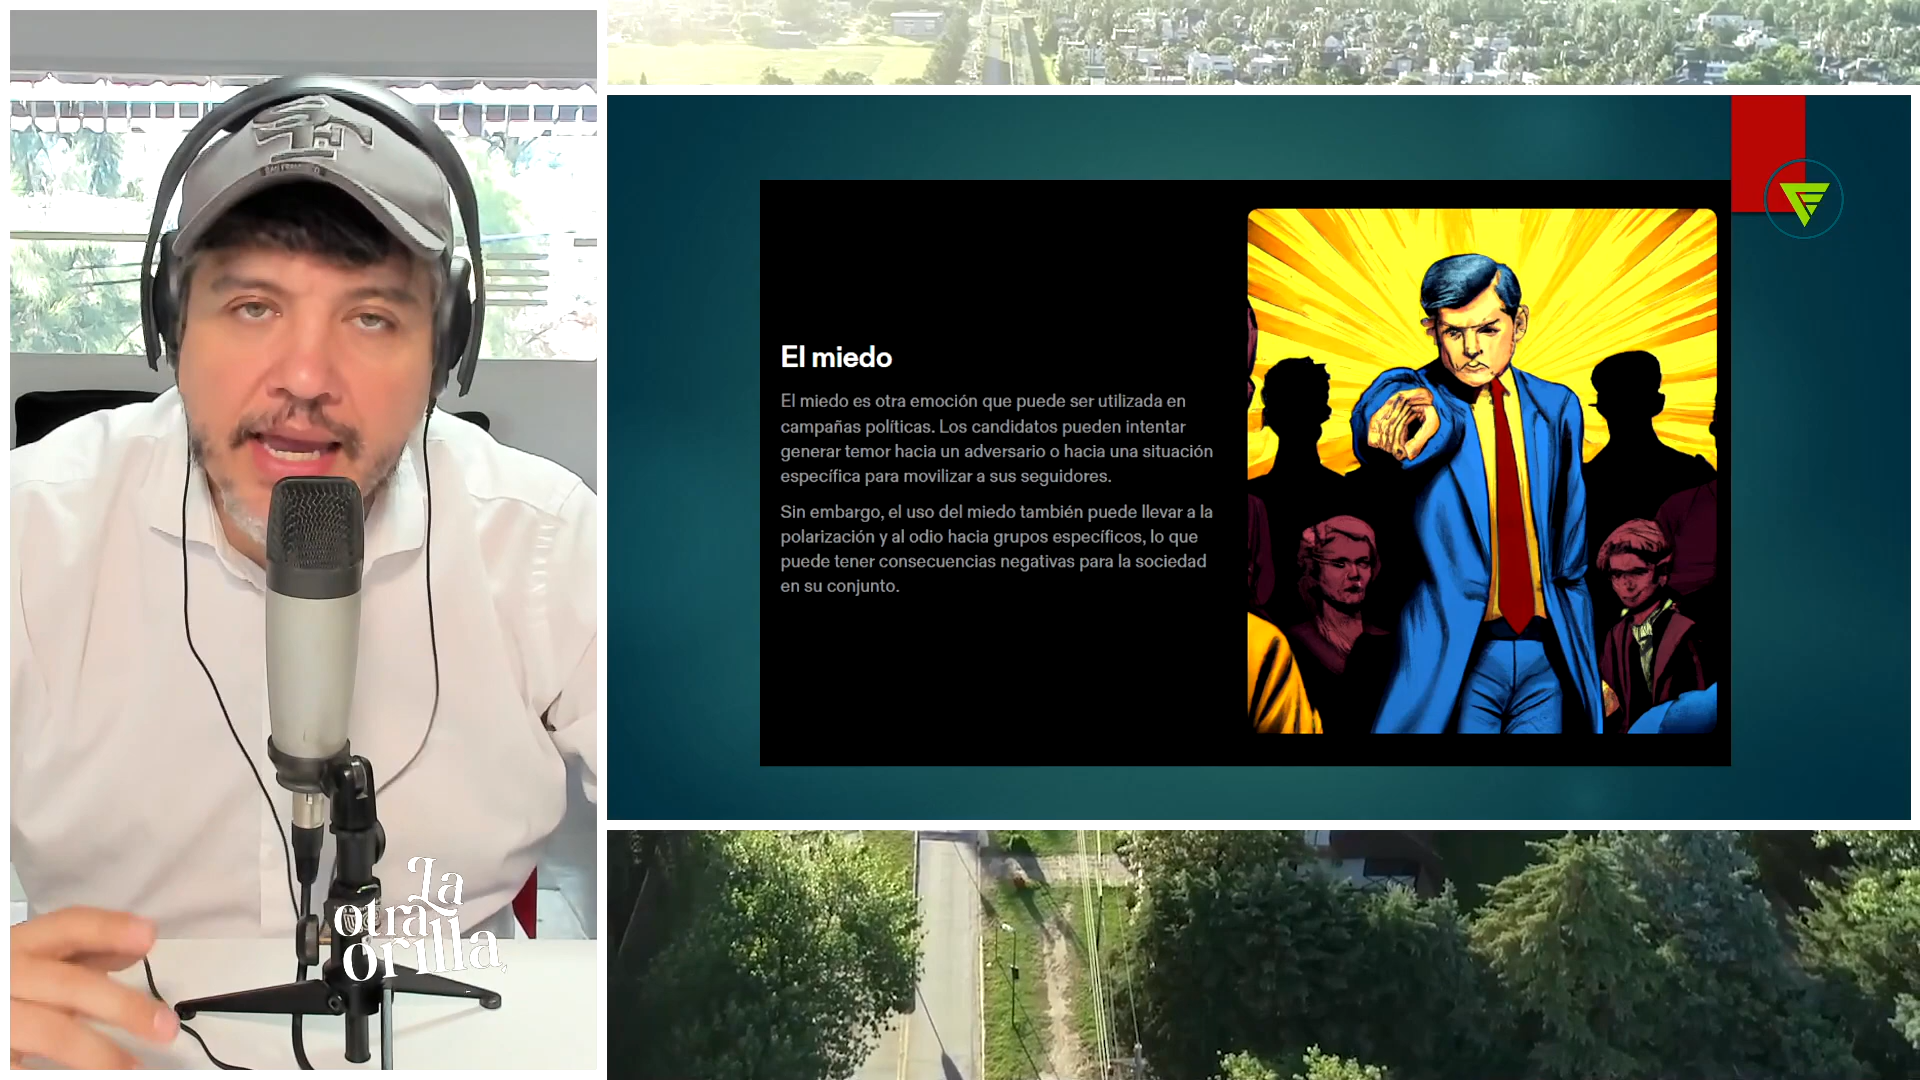 El miedo
El miedo es otra emoción que puede ser utilizada en
campañas políticas. Los candidatos pueden intentar
generar temor hacia un adversario o hacia una situación
específica para movilizar a sus seguidores.
Sin embargo, el uso del miedo también puede llevar a la
polarización y al odio hacia grupos específicos, lo que
puede tener consecuencias negativas para la sociedad
en su conjunto.
La
otra
orilla